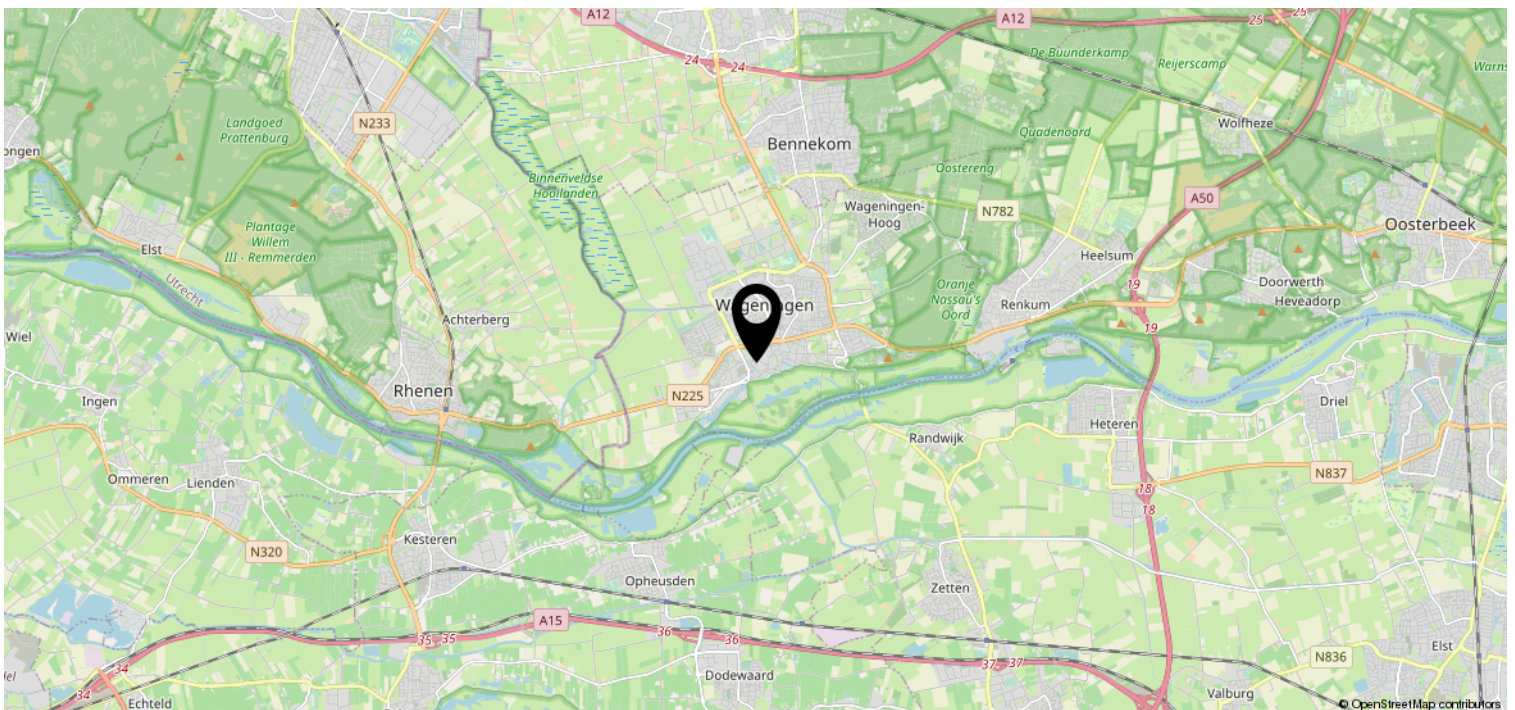 A12
A12
25
25
24
24
De Buunderkamp
Reijerscamp
Warns
N233
Landgoed
Prattenburg
Bennekom
Wolfheze
Quadenoord
ongen
Binnenveldse
Hooilanden
Oostereng
Wageningen-
Hoog
N782
A50
Oosterbeek
Plantage
Willem
III - Remmerden
Elst
Utrecht
Heelsum
19
Oranje
Nassau's
Oord
Renkum
Doorwerth
Heveadorp
Wageningen
Achterberg
19
Wiel
Rhenen
N225
Ingen
Driel
Heteren
Randwijk
Ommeren
Lienden
N837
18
18
Kesteren
N320
Opheusden
Zetten
A15
35
35
36
36
37
37
Elst
N836
34
34
Dodewaard
Valburg
Echteld
© OpenStreetMap contributors